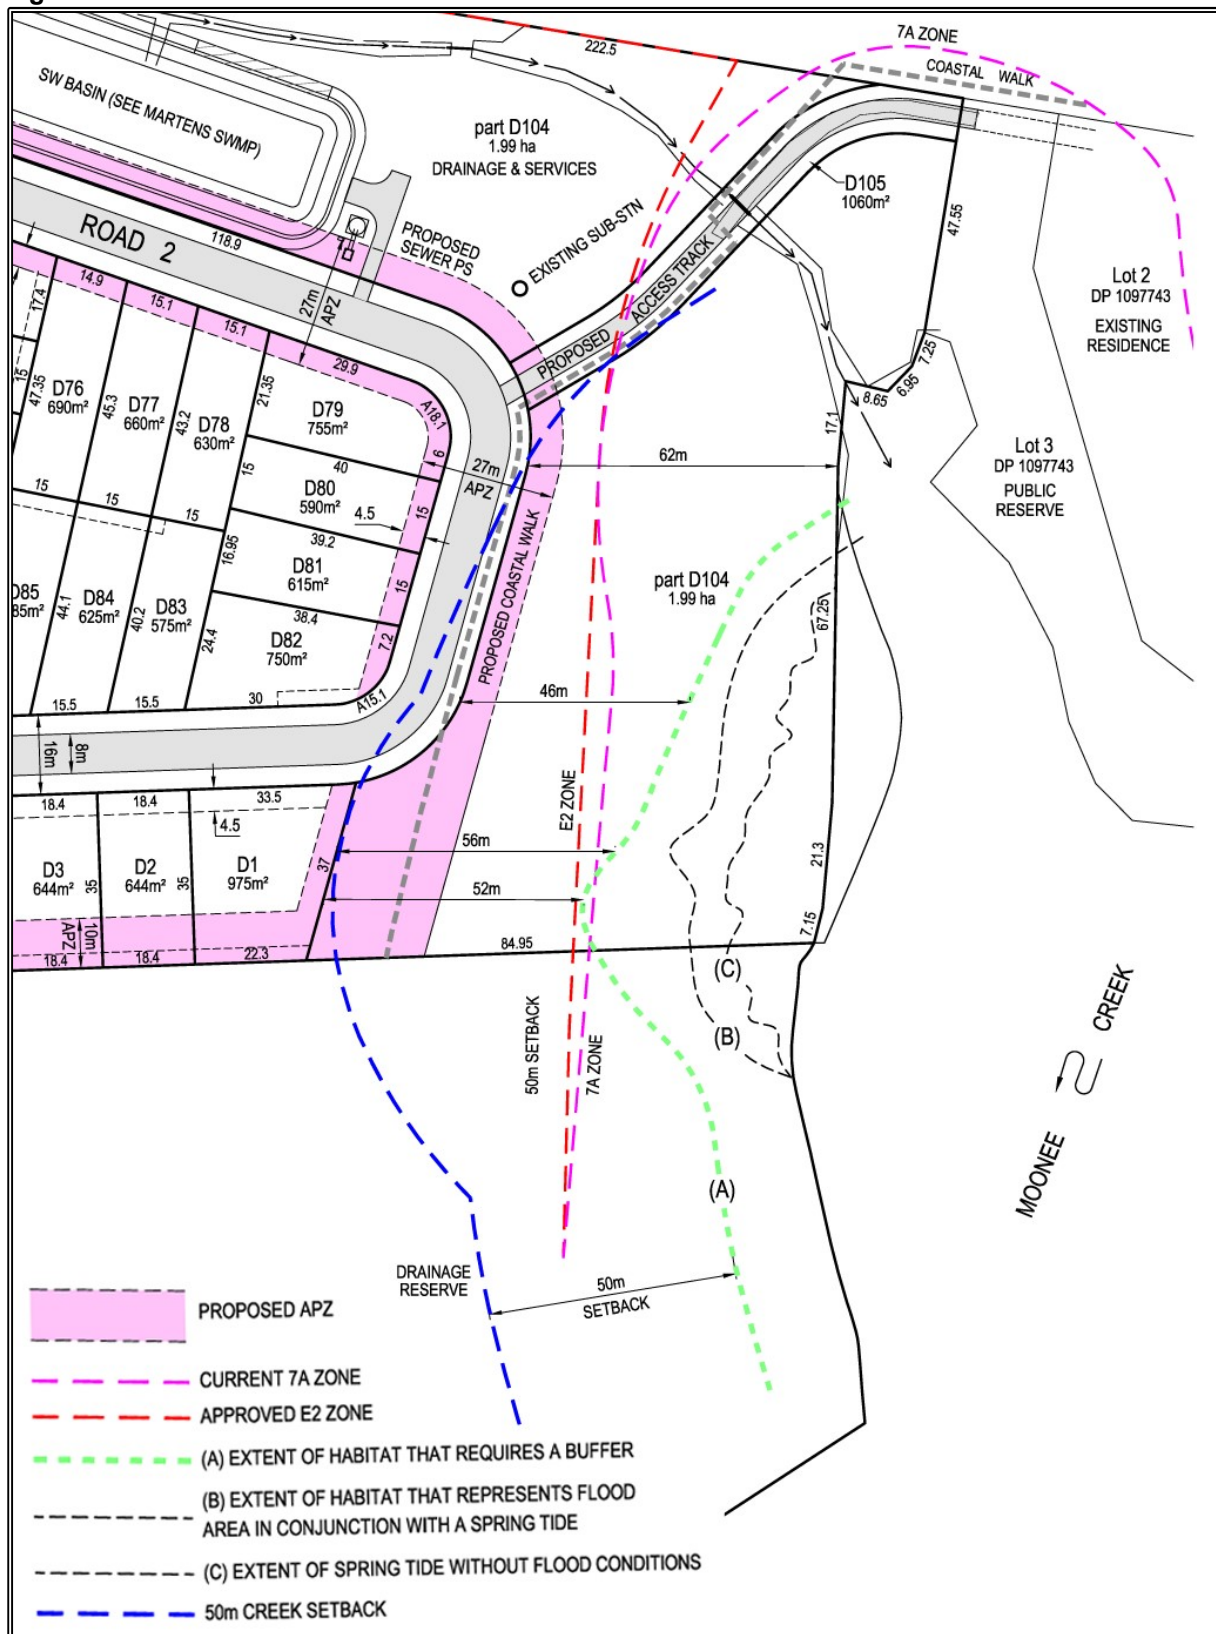 7A ZONE
222.5
COASTAL WALK
SW BASIN (SEE MARTENS SWMP)
part D104
1.99 ha
DRAINAGE & SERVICES
D105
1060m²
47.55
ROAD 2
118.9
PROPOSED
SEWER PS
EXISTING SUB-STN
PROPOSED ACCESS TRACK
Lot 2
DP 1097743
EXISTING
RESIDENCE
27m
APZ
14.9
15.1
15.1
29.9
17.4
15
47.35
45.3
43.2
21.35
D76
690m²
D77
660m²
D78
630m²
D79
755m²
A18.1
6
7.25
6.95
8.65
17.1
40
27m
APZ
62m
Lot 3
DP 1097743
PUBLIC
RESERVE
15
15
15
15
D80
590m²
4.5
15
39.2
16.95
D81
615m²
15
38.4
D85
85m²
44.1
D84
625m²
40.2
D83
575m²
24.4
D82
750m²
7.2
PROPOSED COASTAL WALK
part D104
1.99 ha
67.25
15.5
15.5
30
A15.1
46m
16m
8m
E2 ZONE
18.4
18.4
33.5
4.5
56m
21.3
D3
644m²
35
D2
644m²
35
D1
975m²
37
52m
10m
APZ
18.4
18.4
22.3
84.95
7.15
(C)
(B)
50m SETBACK
7A ZONE
CREEK
MOONEE
(A)
DRAINAGE
RESERVE
50m
SETBACK
PROPOSED APZ
CURRENT 7A ZONE
APPROVED E2 ZONE
(A) EXTENT OF HABITAT THAT REQUIRES A BUFFER
(B) EXTENT OF HABITAT THAT REPRESENTS FLOOD
AREA IN CONJUNCTION WITH A SPRING TIDE
(C) EXTENT OF SPRING TIDE WITHOUT FLOOD CONDITIONS
50m CREEK SETBACK